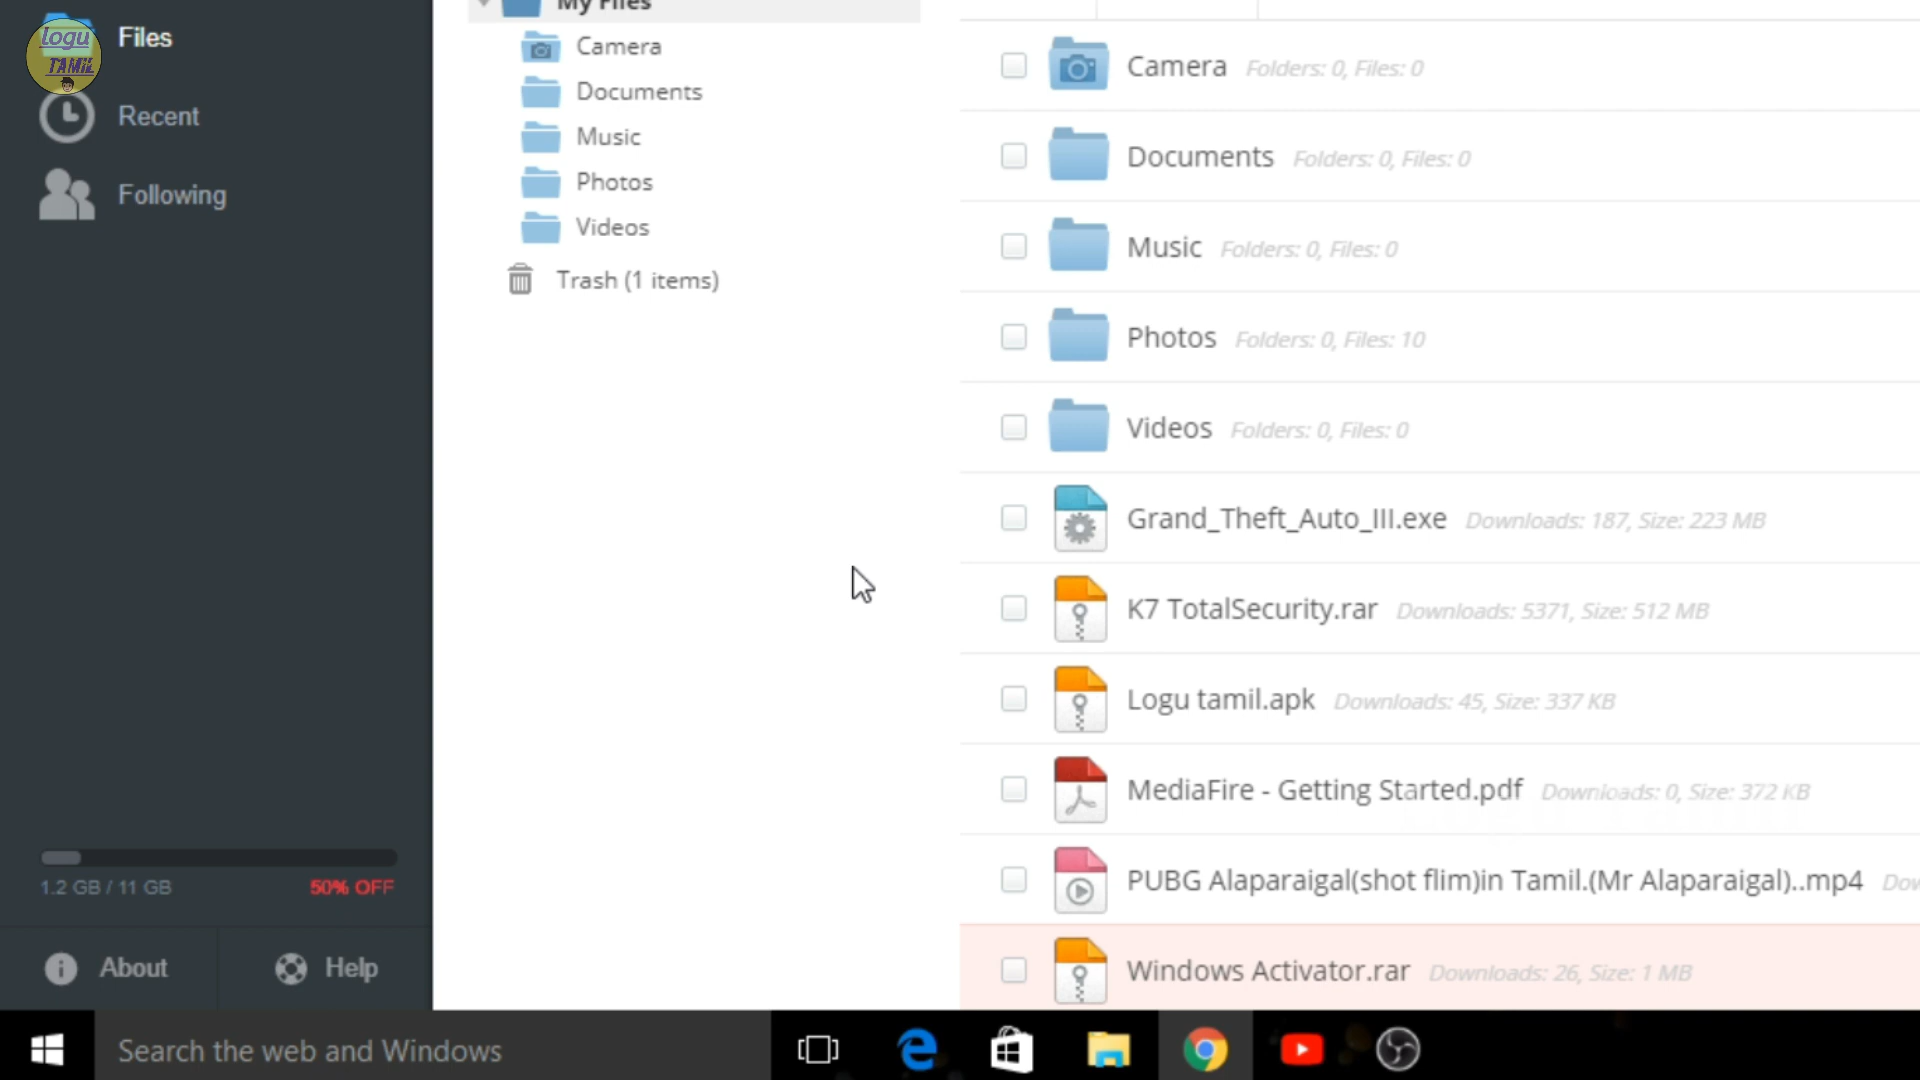 logu
TAMIL
Files
Recent
Following
My Files
Camera
Documents
Music
Photos
Videos
Trash (1 items)
Camera Folders: 0, Files: 0
Documents Folders: 0, Files: 0
Music Folders: 0, Files: 0
Photos Folders: 0, Files: 10
Videos Folders: 0, Files: 0
Grand_Theft_Auto_III.exe Downloads: 187, Size: 223 MB
K7 TotalSecurity.rar Downloads: 5371, Size: 512 MB
Logu tamil.apk Downloads: 45, Size: 337 KB
MediaFire - Getting Started.pdf Downloads: 0, Size: 372 KB
PUBG Alaparaigal(shot flim)in Tamil.(Mr Alaparaigal)..mp4
Windows Activator.rar Downloads: 26, Size: 1 MB
1.2 GB / 11 GB 50% OFF
About Help
Search the web and Windows